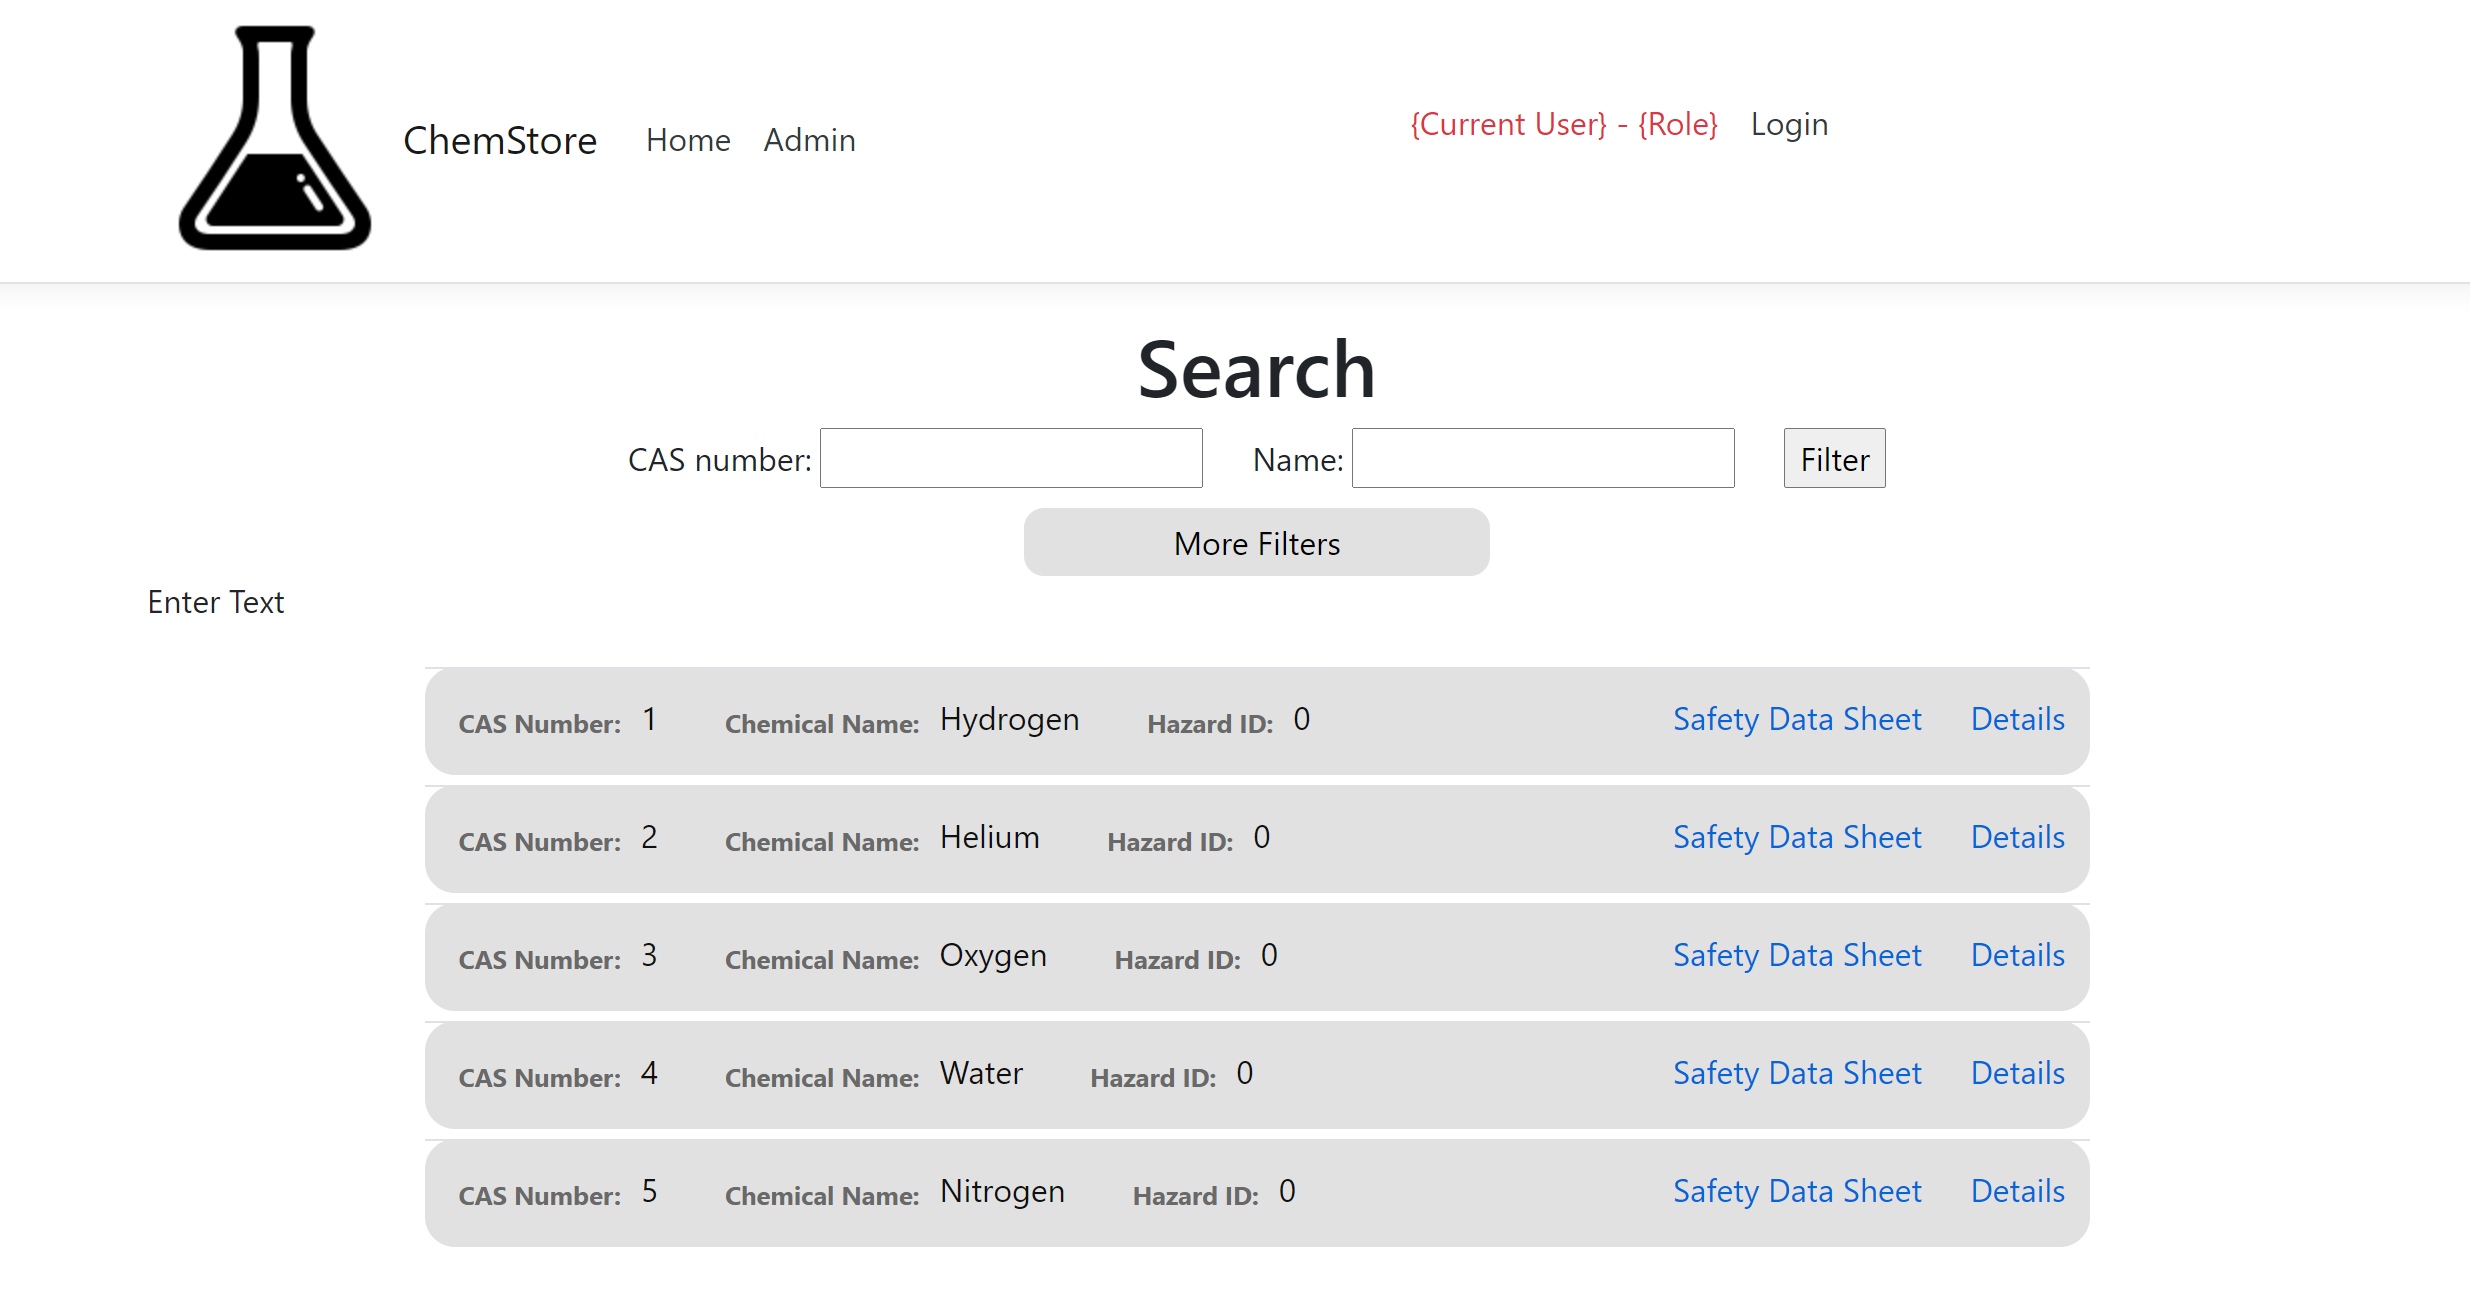 ChemStore Home Admin {Current User} - {Role} Login
Search
CAS number: Name: Filter
More Filters
Enter Text
CAS Number: 1 Chemical Name: Hydrogen Hazard ID: 0 Safety Data Sheet Details
CAS Number: 2 Chemical Name: Helium Hazard ID: 0 Safety Data Sheet Details
CAS Number: 3 Chemical Name: Oxygen Hazard ID: 0 Safety Data Sheet Details
CAS Number: 4 Chemical Name: Water Hazard ID: 0 Safety Data Sheet Details
CAS Number: 5 Chemical Name: Nitrogen Hazard ID: 0 Safety Data Sheet Details